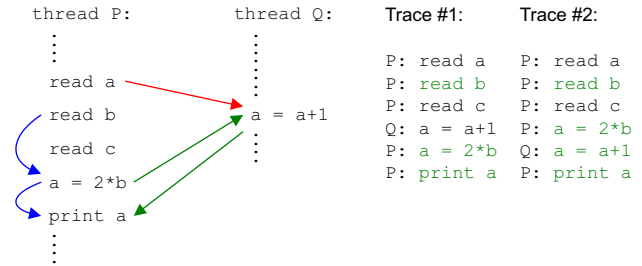 thread P:
read a
read b
read c
a = 2*b
print a
thread Q:
a = a+1
Trace #1:
P: read a
P: read b
P: read c
Q: a = a+1
P: a = 2*b
P: print a
Trace #2:
P: read a
P: read b
P: read c
P: a = 2*b
Q: a = a+1
P: print a